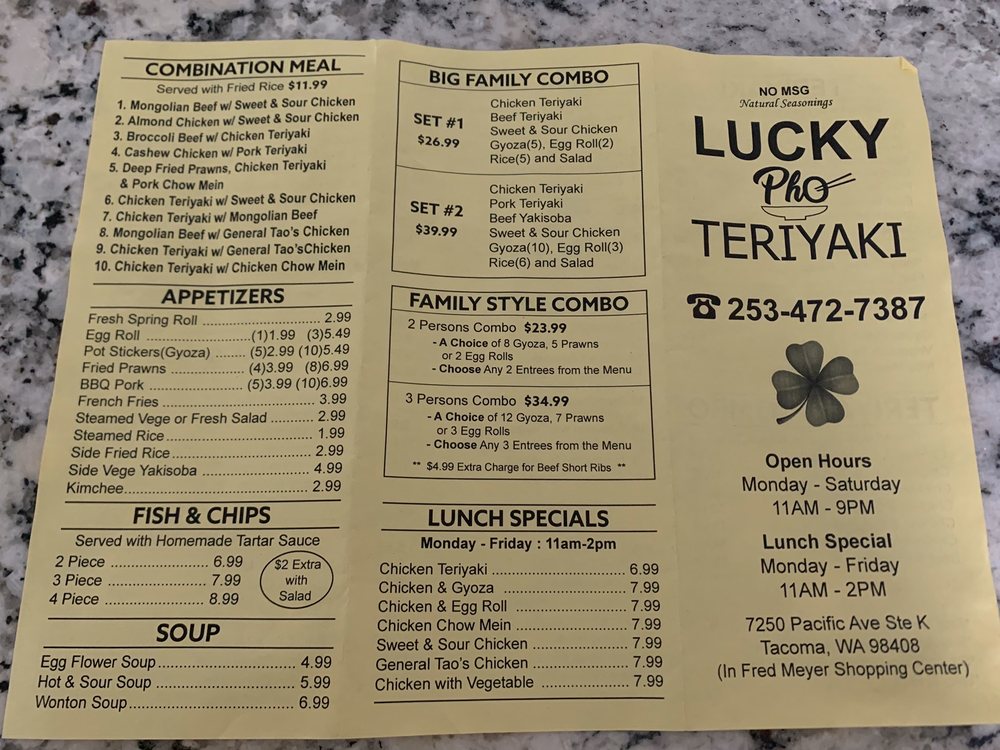 COMBINATION MEAL
Served with Fried Rice $11.99
1. Mongolian Beef w/ Sweet & Sour Chicken
2. Almond Chicken w/ Sweet & Sour Chicken
3. Broccoli Beef w/ Chicken Teriyaki
4. Cashew Chicken w/ Pork Teriyaki
5. Deep Fried Prawns, Chicken Teriyaki
& Pork Chow Mein
6. Chicken Teriyaki w/ Sweet & Sour Chicken
7. Chicken Teriyaki w/ Mongolian Beef
8. Mongolian Beef w/ General Tao's Chicken
9. Chicken Teriyaki w/ General Tao'sChicken
10. Chicken Teriyaki w/ Chicken Chow Mein
APPETIZERS
Fresh Spring Roll ............................ 2.99
Egg Roll ............................(1)1.99 (3)5.49
Pot Stickers(Gyoza) ........ (5)2.99 (10)5.49
Fried Prawns .................. (4)3.99 (8)6.99
BBQ Pork ...................... (5)3.99 (10)6.99
French Fries .................................... 3.99
Steamed Vege or Fresh Salad .......... 2.99
Steamed Rice ................................... 1.99
Side Fried Rice ................................. 2.99
Side Vege Yakisoba ......................... 4.99
Kimchee........................................... 2.99
FISH & CHIPS
Served with Homemade Tartar Sauce
2 Piece ........................ 6.99
3 Piece ........................ 7.99
4 Piece ........................ 8.99
$2 Extra
with
Salad
SOUP
Egg Flower Soup ................................. 4.99
Hot & Sour Soup ................................. 5.99
Wonton Soup ...................................... 6.99
BIG FAMILY COMBO
SET #1
$26.99
Chicken Teriyaki
Beef Teriyaki
Sweet & Sour Chicken
Gyoza(5), Egg Roll(2)
Rice(5) and Salad
SET #2
$39.99
Chicken Teriyaki
Pork Teriyaki
Beef Yakisoba
Sweet & Sour Chicken
Gyoza(10), Egg Roll(3)
Rice(6) and Salad
FAMILY STYLE COMBO
2 Persons Combo $23.99
- A Choice of 8 Gyoza, 5 Prawns
or 2 Egg Rolls
- Choose Any 2 Entrees from the Menu
3 Persons Combo $34.99
- A Choice of 12 Gyoza, 7 Prawns
or 3 Egg Rolls
- Choose Any 3 Entrees from the Menu
** $4.99 Extra Charge for Beef Short Ribs **
LUNCH SPECIALS
Monday - Friday : 11am-2pm
Chicken Teriyaki ............................... 6.99
Chicken & Gyoza ............................... 7.99
Chicken & Egg Roll ........................... 7.99
Chicken Chow Mein ........................... 7.99
Sweet & Sour Chicken ....................... 7.99
General Tao's Chicken ....................... 7.99
Chicken with Vegetable ..................... 7.99
NO MSG
Natural Seasonings
LUCKY
Pho
TERIYAKI
☎ 253-472-7387
Open Hours
Monday - Saturday
11AM - 9PM
Lunch Special
Monday - Friday
11AM - 2PM
7250 Pacific Ave Ste K
Tacoma, WA 98408
(In Fred Meyer Shopping Center)